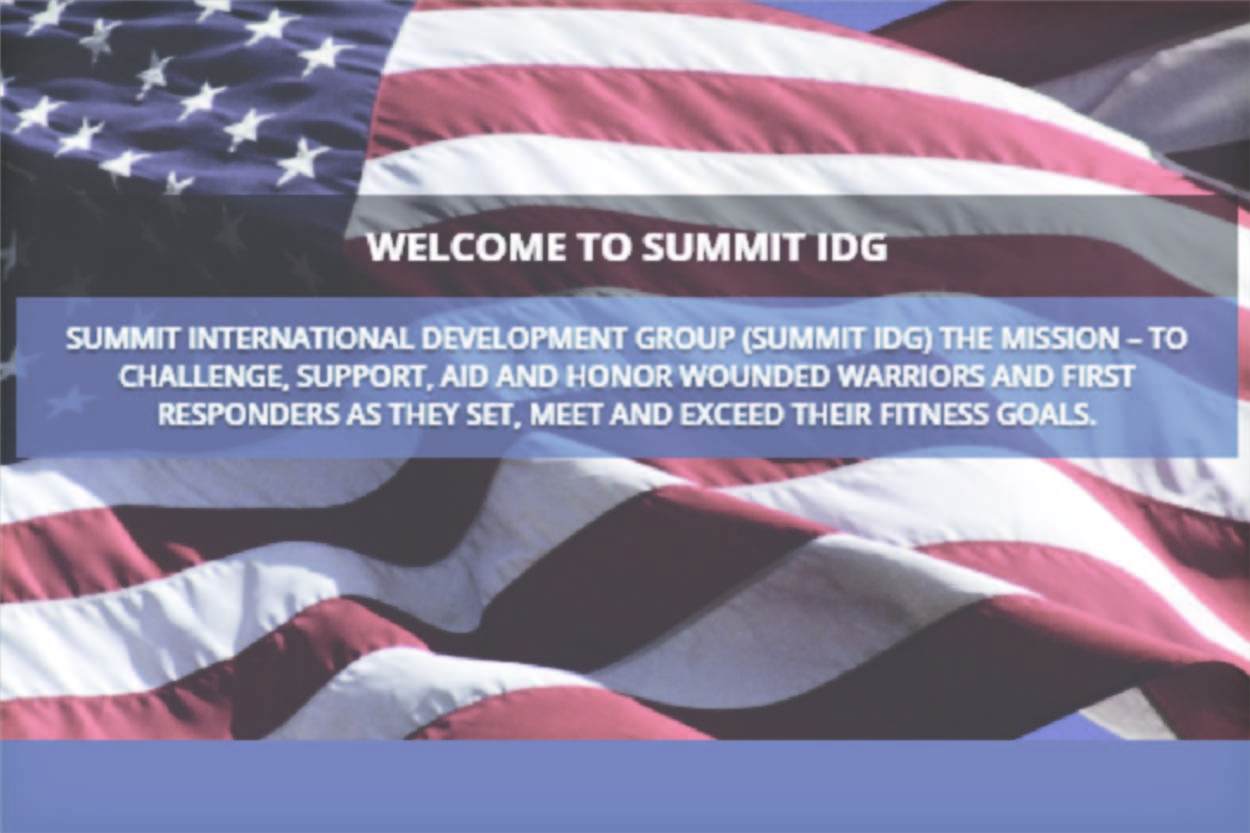 WELCOME TO SUMMIT IDG
SUMMIT INTERNATIONAL DEVELOPMENT GROUP (SUMMIT IDG) THE MISSION – TO
CHALLENGE, SUPPORT, AID AND HONOR WOUNDED WARRIORS AND FIRST
RESPONDERS AS THEY SET, MEET AND EXCEED THEIR FITNESS GOALS.